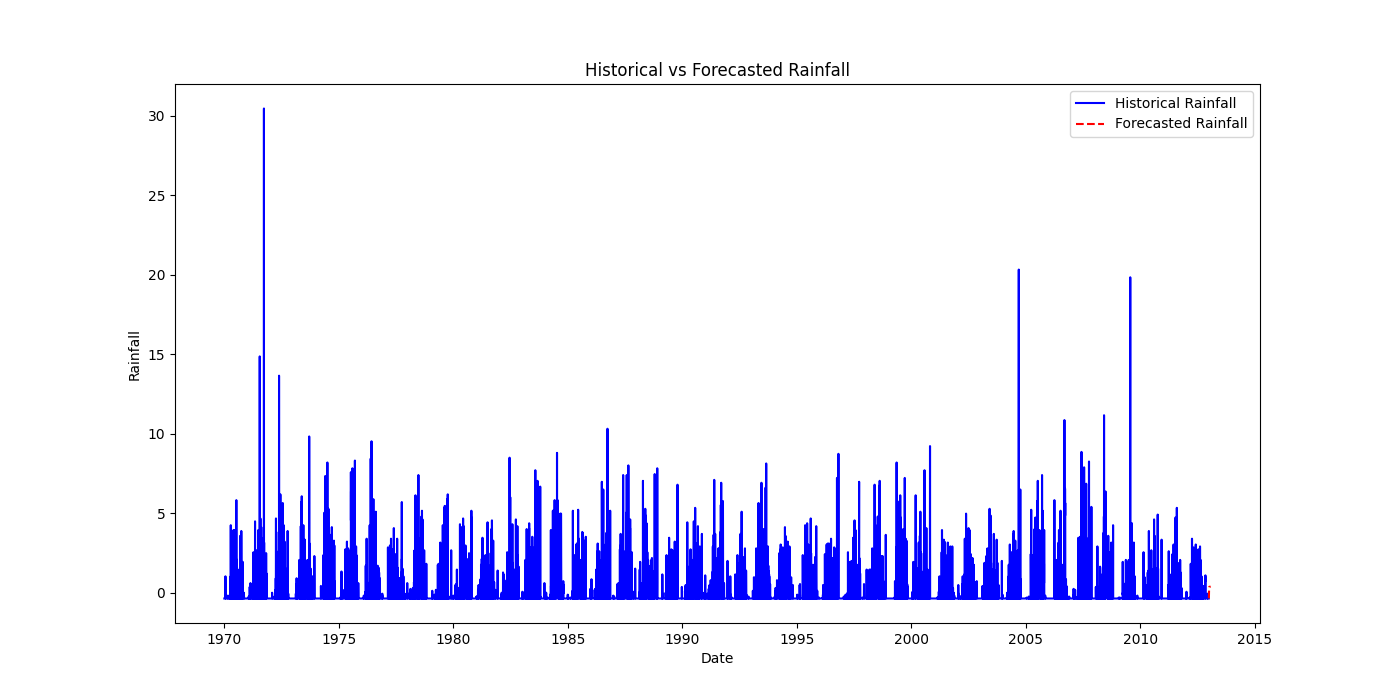 Historical vs Forecasted Rainfall
Historical Rainfall
Forecasted Rainfall
30
25
20
15
10
5
0
Rainfall
1970 1975 1980 1985 1990 1995 2000 2005 2010 2015
Date